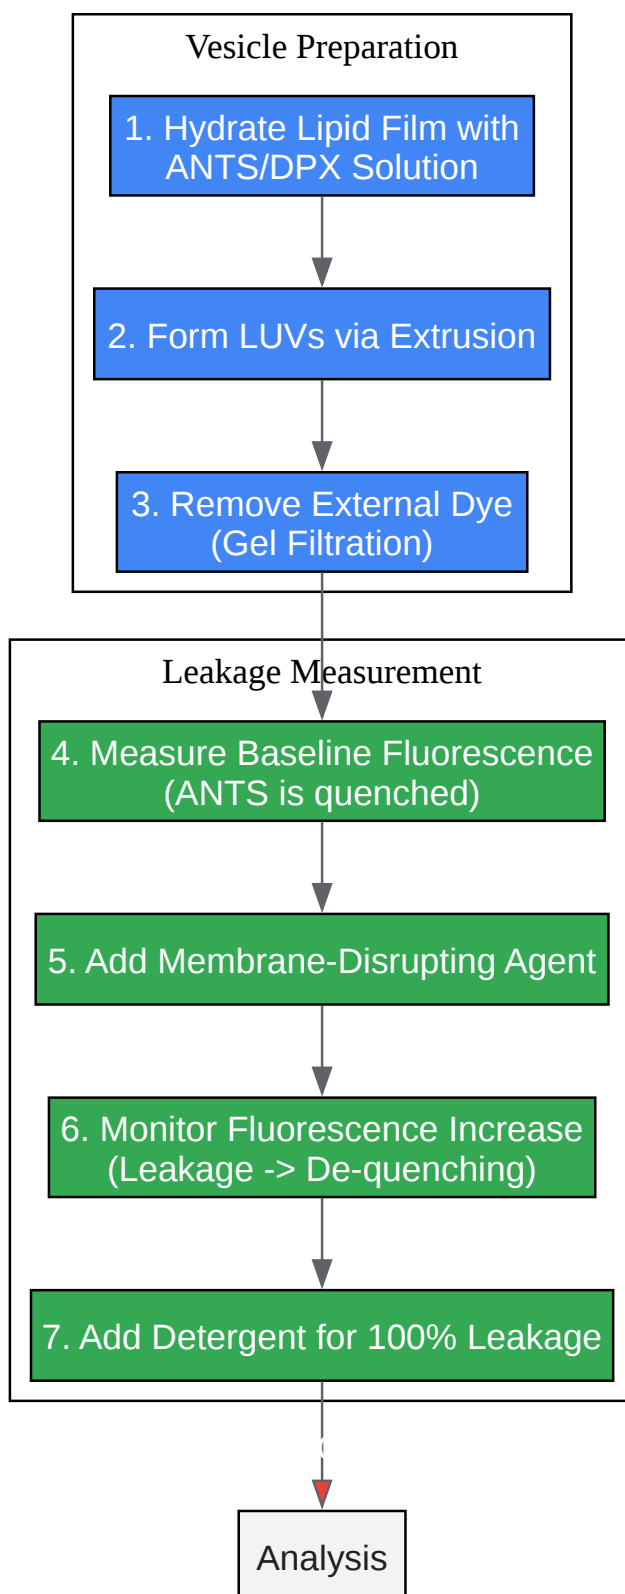 Vesicle Preparation
1. Hydrate Lipid Film with
ANTS/DPX Solution
2. Form LUVs via Extrusion
3. Remove External Dye
(Gel Filtration)
Leakage Measurement
4. Measure Baseline Fluorescence
(ANTS is quenched)
5. Add Membrane-Disrupting Agent
6. Monitor Fluorescence Increase
(Leakage -> De-quenching)
7. Add Detergent for 100% Leakage
Analysis